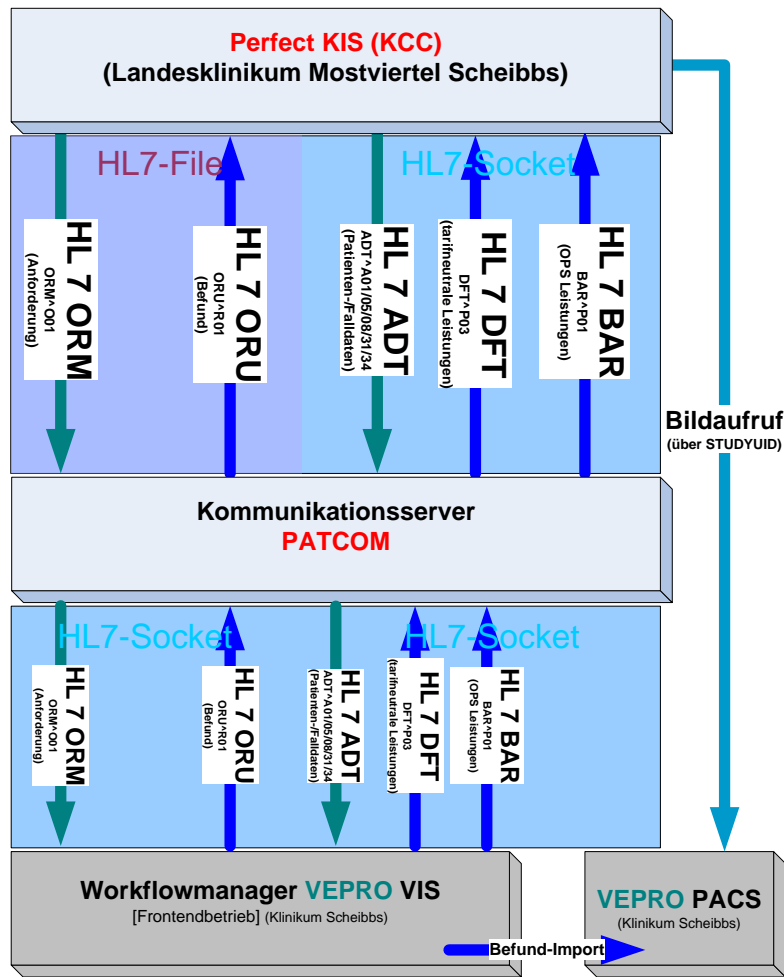 Perfect KIS (KCC)
(Landesklinikum Mostviertel Scheibbs)
HL7-File
HL7-Socket
HL 7 ORM
ORM^O01
(Anforderung)
HL 7 ORU
ORU^R01
(Befund)
HL 7 ADT
ADT^A01/05/08/31/34
(Patienten-/Falldaten)
HL 7 DFT
DFT^P03
(tarifneutrale Leistungen)
HL 7 BAR
BAR^P01
(OPS Leistungen)
Bildaufruf
(über STUDYUID)
Kommunikationsserver
PATCOM
HL7-Socket
HL7-Socket
HL 7 ORM
ORM^O01
(Anforderung)
HL 7 ORU
ORU^R01
(Befund)
HL 7 ADT
ADT^A01/05/08/31/34
(Patienten-/Falldaten)
HL 7 DFT
DFT^P03
(tarifneutrale Leistungen)
HL 7 BAR
BAR^P01
(OPS Leistungen)
Workflowmanager VEPRO VIS
[Frontendbetrieb] (Klinikum Scheibbs)
VEPRO PACS
(Klinikum Scheibbs)
Befund-Import